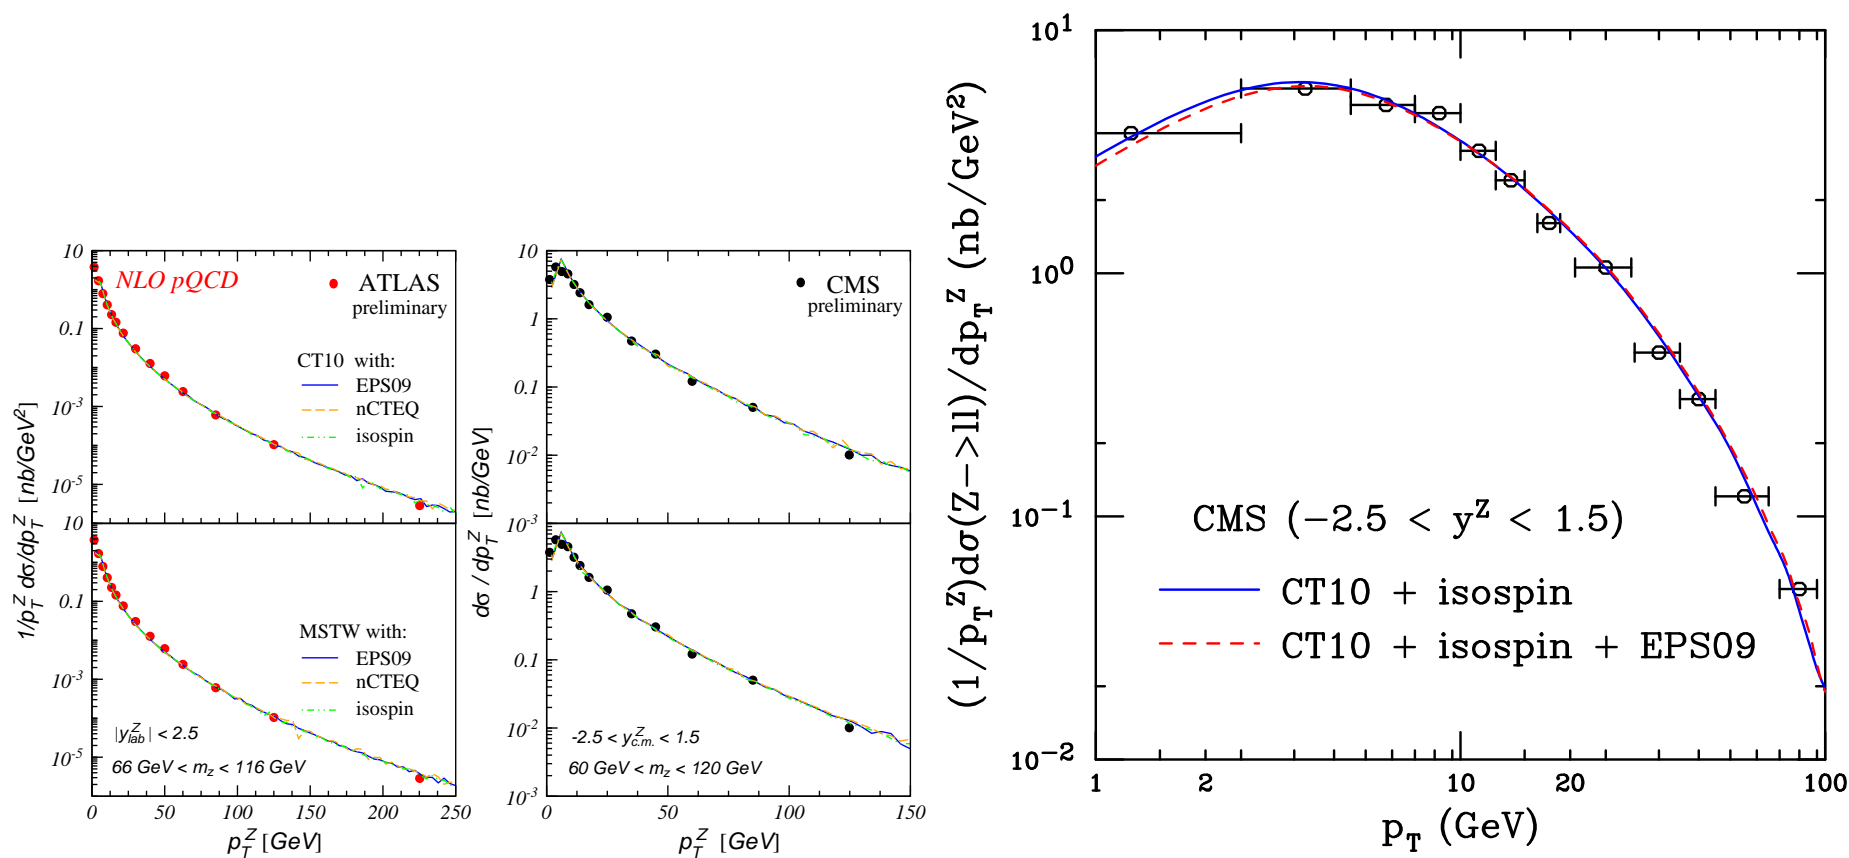 10
NLO pQCD
ATLAS
preliminary
0.1
CT10 with:
EPS09
nCTEQ
isospin
10^-3
10^-5
10
0.1
MSTW with:
EPS09
nCTEQ
isospin
10^-3
|y_lab^Z| < 2.5
10^-5
66 GeV < m_z < 116 GeV
0 50 100 150 200 250
p_T^Z [GeV]
1/p_T^Z dσ/dp_T^Z [nb/GeV^2]
10
CMS
preliminary
1
0.1
10^-2
10^-3
1
0.1
10^-2
-2.5 < y_c.m.^Z < 1.5
60 GeV < m_z < 120 GeV
10^-3
0 50 100 150
p_T^Z [GeV]
dσ / dp_T^Z [nb/GeV]
10^1
10^0
10^-1
10^-2
CMS (-2.5 < y^Z < 1.5)
CT10 + isospin
CT10 + isospin + EPS09
1 2 10 20 100
p_T (GeV)
(1/p_T^Z)dσ(Z->ll)/dp_T^Z (nb/GeV^2)